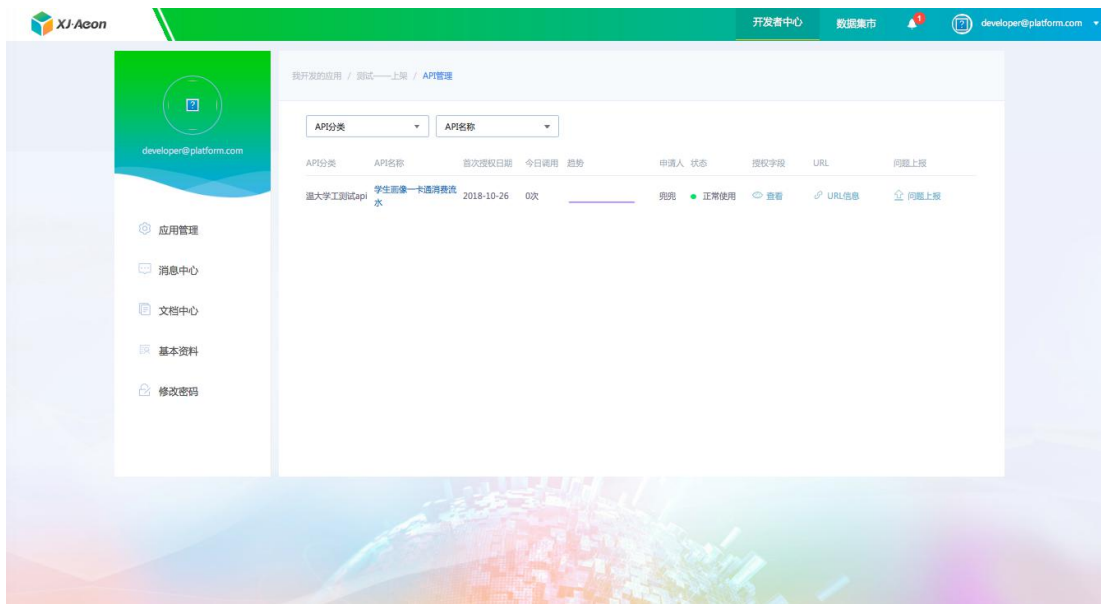 XJ·Aeon
开发者中心 数据集市 1 developer@platform.com
developer@platform.com
应用管理
消息中心
文档中心
基本资料
修改密码
我开发的应用 / 测试——上架 / API管理
API分类 API名称
API分类 API名称 首次授权日期 今日调用 趋势 申请人 状态 授权字段 URL 问题上报
温大学工测试api 学生画像一卡通消费流水 2018-10-26 0次 兜兜 正常使用 查看 URL信息 问题上报